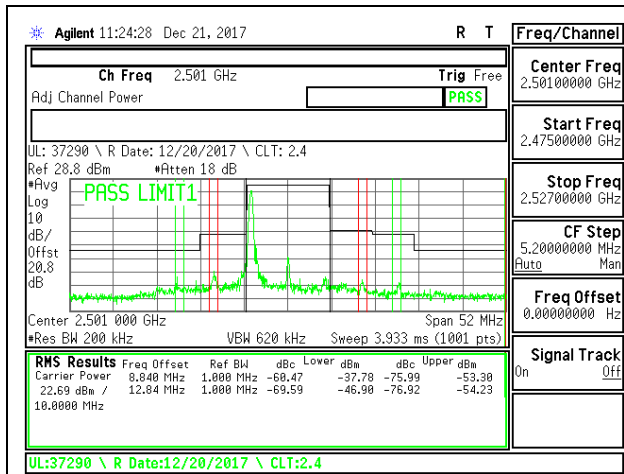 Agilent 11:24:28 Dec 21, 2017 R T
Ch Freq 2.501 GHz Trig Free
Adj Channel Power PASS
UL: 37290 \ R Date: 12/20/2017 \ CLT: 2.4
Ref 28.8 dBm #Atten 18 dB
#Avg
Log
10
dB/
Offst
20.8
dB
PASS LIMIT1
Center 2.501 000 GHz Span 52 MHz
#Res BW 200 kHz VBW 620 kHz Sweep 3.933 ms (1001 pts)
RMS Results Freq Offset Ref BW dBc Lower dBm dBc Upper dBm
Carrier Power 8.840 MHz 1.000 MHz -60.47 -37.78 -75.99 -53.30
22.69 dBm / 12.84 MHz 1.000 MHz -69.59 -46.90 -76.92 -54.23
10.0000 MHz
UL:37290 \ R Date:12/20/2017 \ CLT:2.4
Freq/Channel
Center Freq
2.50100000 GHz
Start Freq
2.47500000 GHz
Stop Freq
2.52700000 GHz
CF Step
5.20000000 MHz
Auto Man
Freq Offset
0.00000000 Hz
Signal Track
On Off